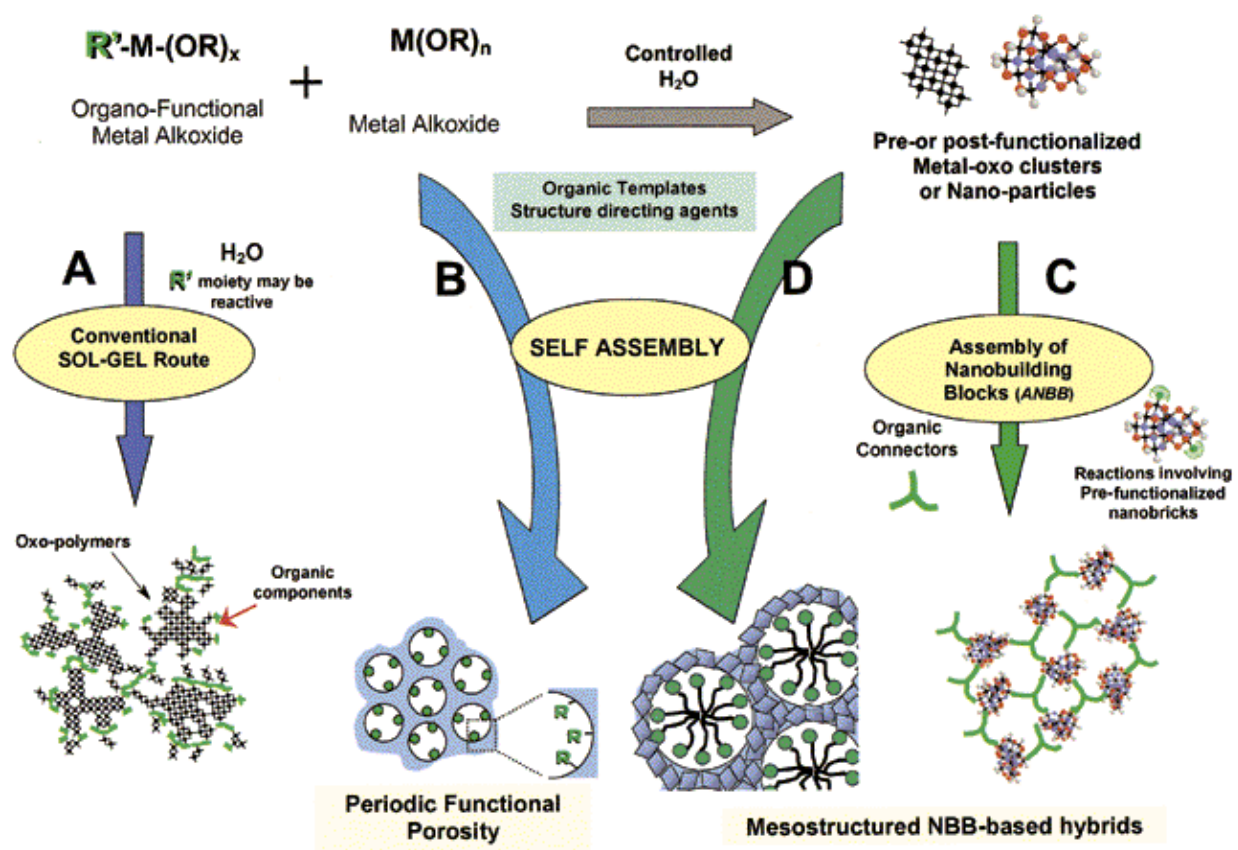 R'-M-(OR)x
Organo-Functional
Metal Alkoxide
+
M(OR)n
Metal Alkoxide
Controlled
H2O
Pre-or post-functionalized
Metal-oxo clusters
or Nano-particles
Organic Templates
Structure directing agents
A
H2O
R' moiety may be
reactive
Conventional
SOL-GEL Route
B
D
SELF ASSEMBLY
C
Assembly of
Nanobuilding
Blocks (ANBB)
Organic
Connectors
Reactions involving
Pre-functionalized
nanobricks
Oxo-polymers
Organic
components
R
R
R
Periodic Functional
Porosity
Mesostructured NBB-based hybrids